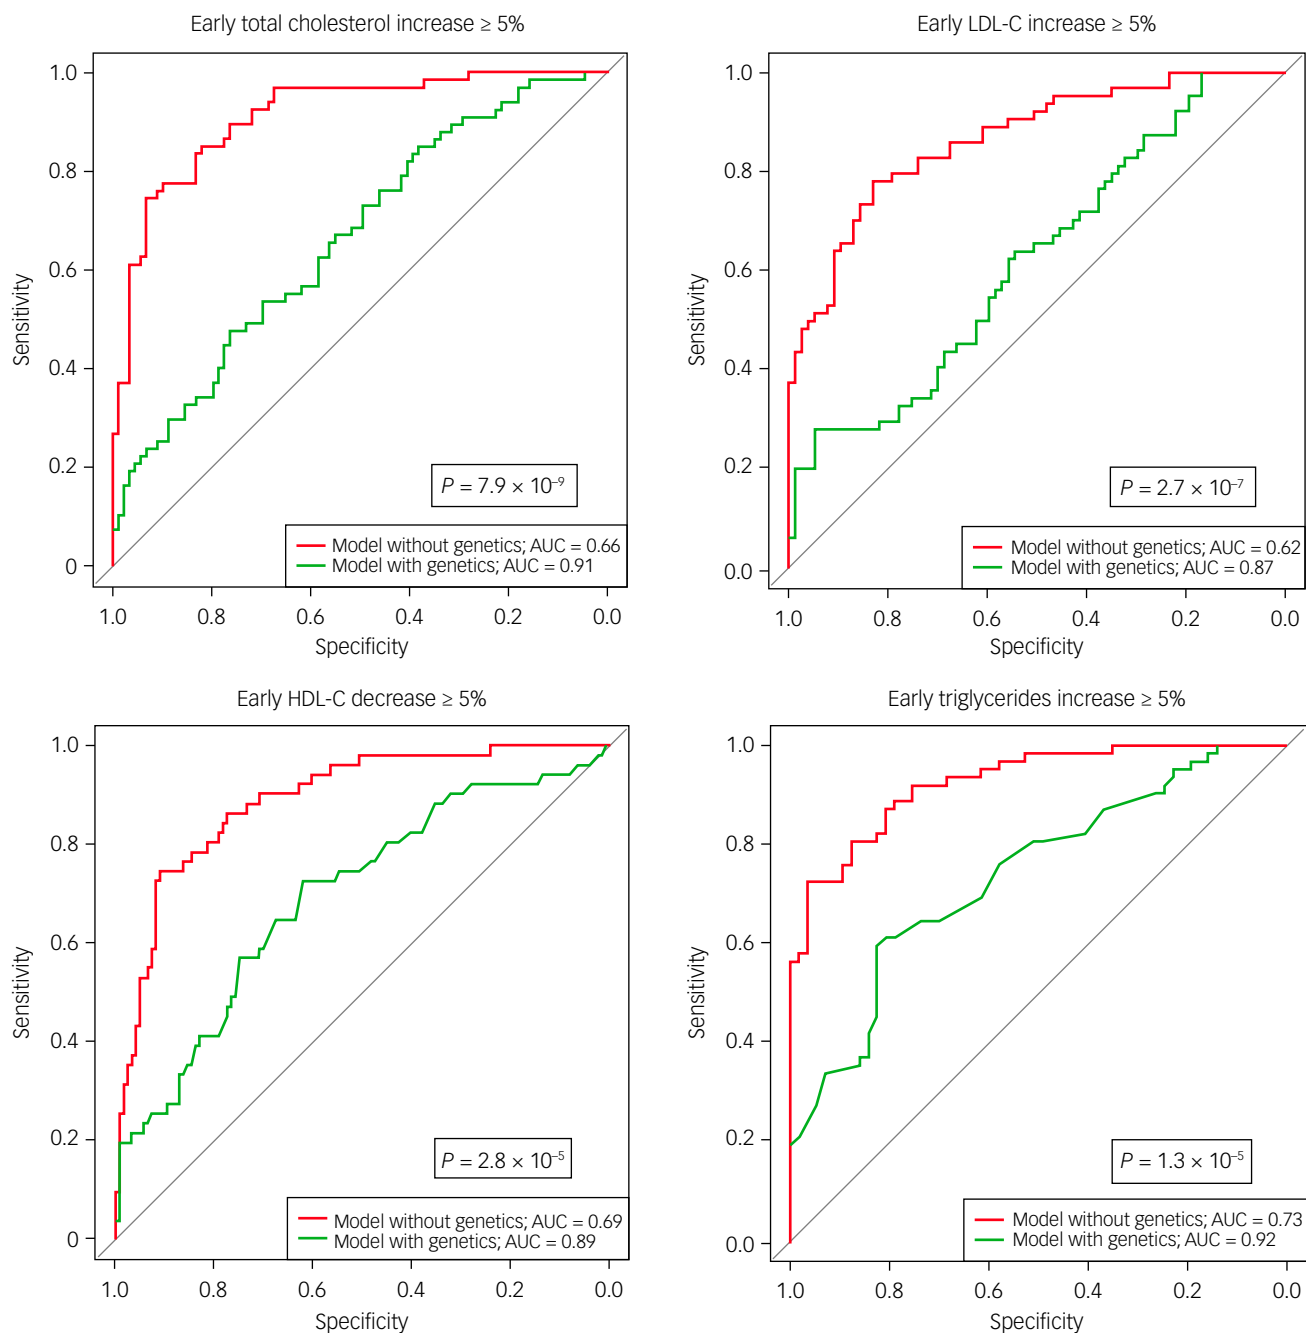 Early total cholesterol increase ≥ 5%
1.0
0.8
0.6
0.4
0.2
0
Sensitivity
P = 7.9 × 10⁻⁹
Model without genetics; AUC = 0.66
Model with genetics; AUC = 0.91
1.0 0.8 0.6 0.4 0.2 0.0
Specificity
Early LDL-C increase ≥ 5%
1.0
0.8
0.6
0.4
0.2
0.0
Sensitivity
P = 2.7 × 10⁻⁷
Model without genetics; AUC = 0.62
Model with genetics; AUC = 0.87
1.0 0.8 0.6 0.4 0.2 0.0
Specificity
Early HDL-C decrease ≥ 5%
1.0
0.8
0.6
0.4
0.2
0
Sensitivity
P = 2.8 × 10⁻⁵
Model without genetics; AUC = 0.69
Model with genetics; AUC = 0.89
1.0 0.8 0.6 0.4 0.2 0.0
Specificity
Early triglycerides increase ≥ 5%
1.0
0.8
0.6
0.4
0.2
0.0
Sensitivity
P = 1.3 × 10⁻⁵
Model without genetics; AUC = 0.73
Model with genetics; AUC = 0.92
1.0 0.8 0.6 0.4 0.2 0.0
Specificity